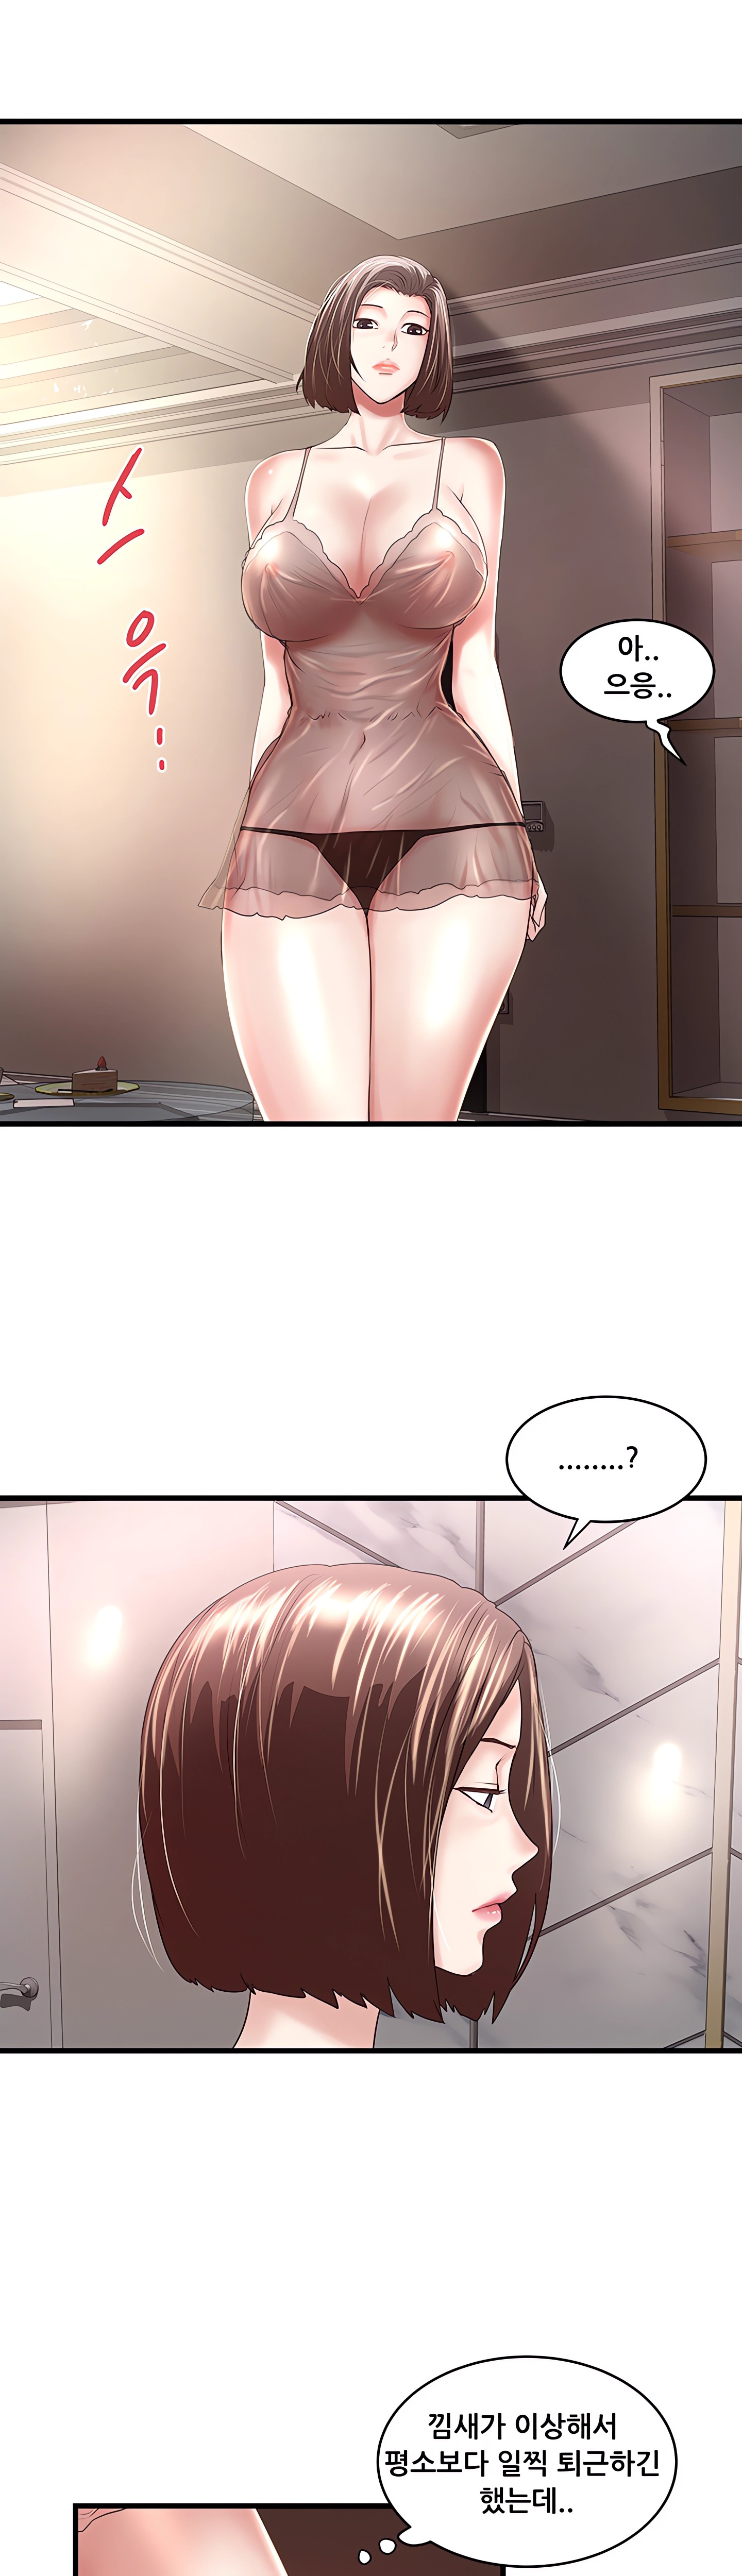 스
윽..
아..
으응..
........?
낌새가 이상해서
평소보다 일찍 퇴근하긴
했는데..